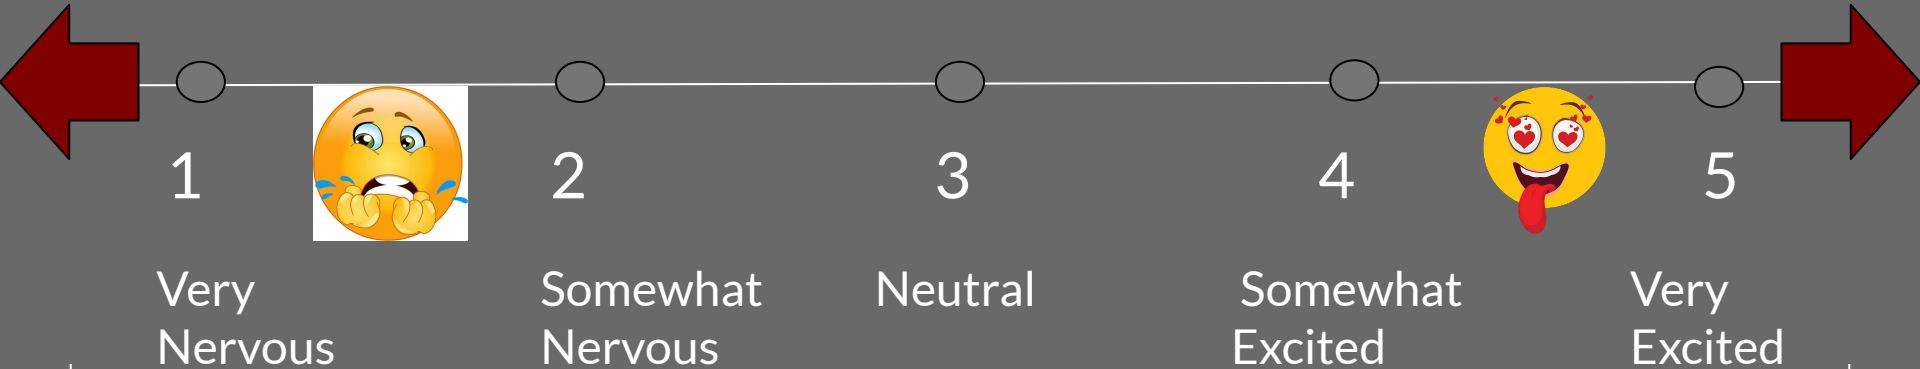 1 2 3 4 5
Very Somewhat Neutral Somewhat Very
Nervous Nervous Excited Excited